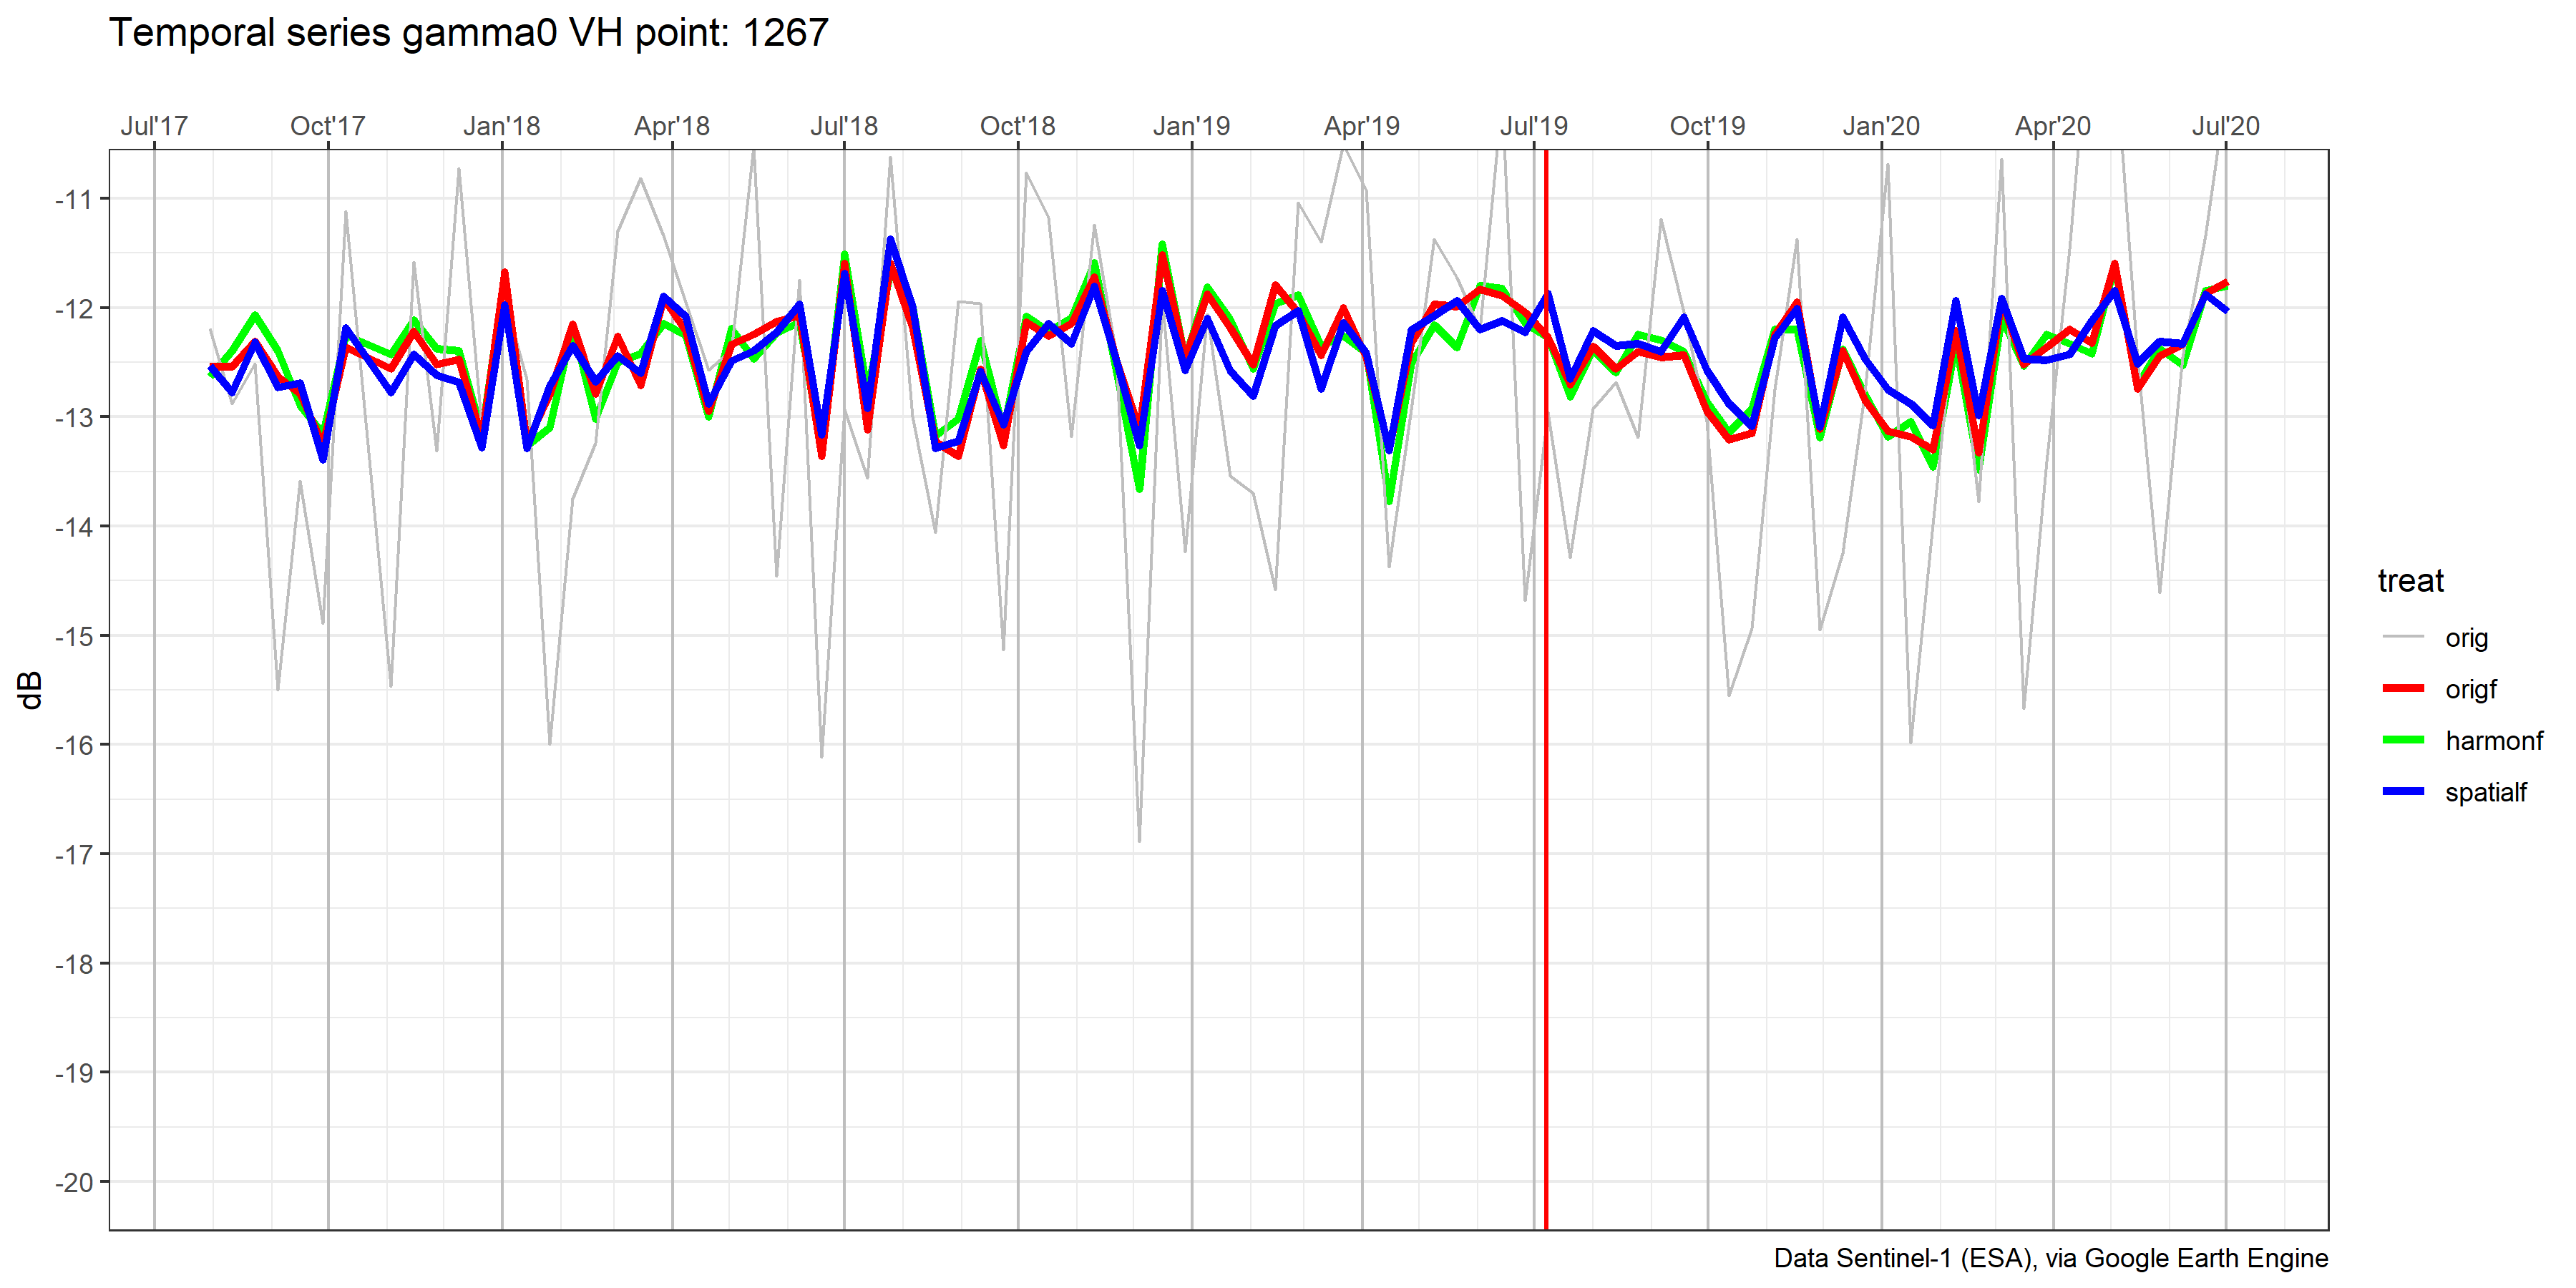 Temporal series gamma0 VH point: 1267
Jul'17 Oct'17 Jan'18 Apr'18 Jul'18 Oct'18 Jan'19 Apr'19 Jul'19 Oct'19 Jan'20 Apr'20 Jul'20
-11
-12
-13
-14
-15
-16
-17
-18
-19
-20
dB
treat
orig
origf
harmonf
spatialf
Data Sentinel-1 (ESA), via Google Earth Engine